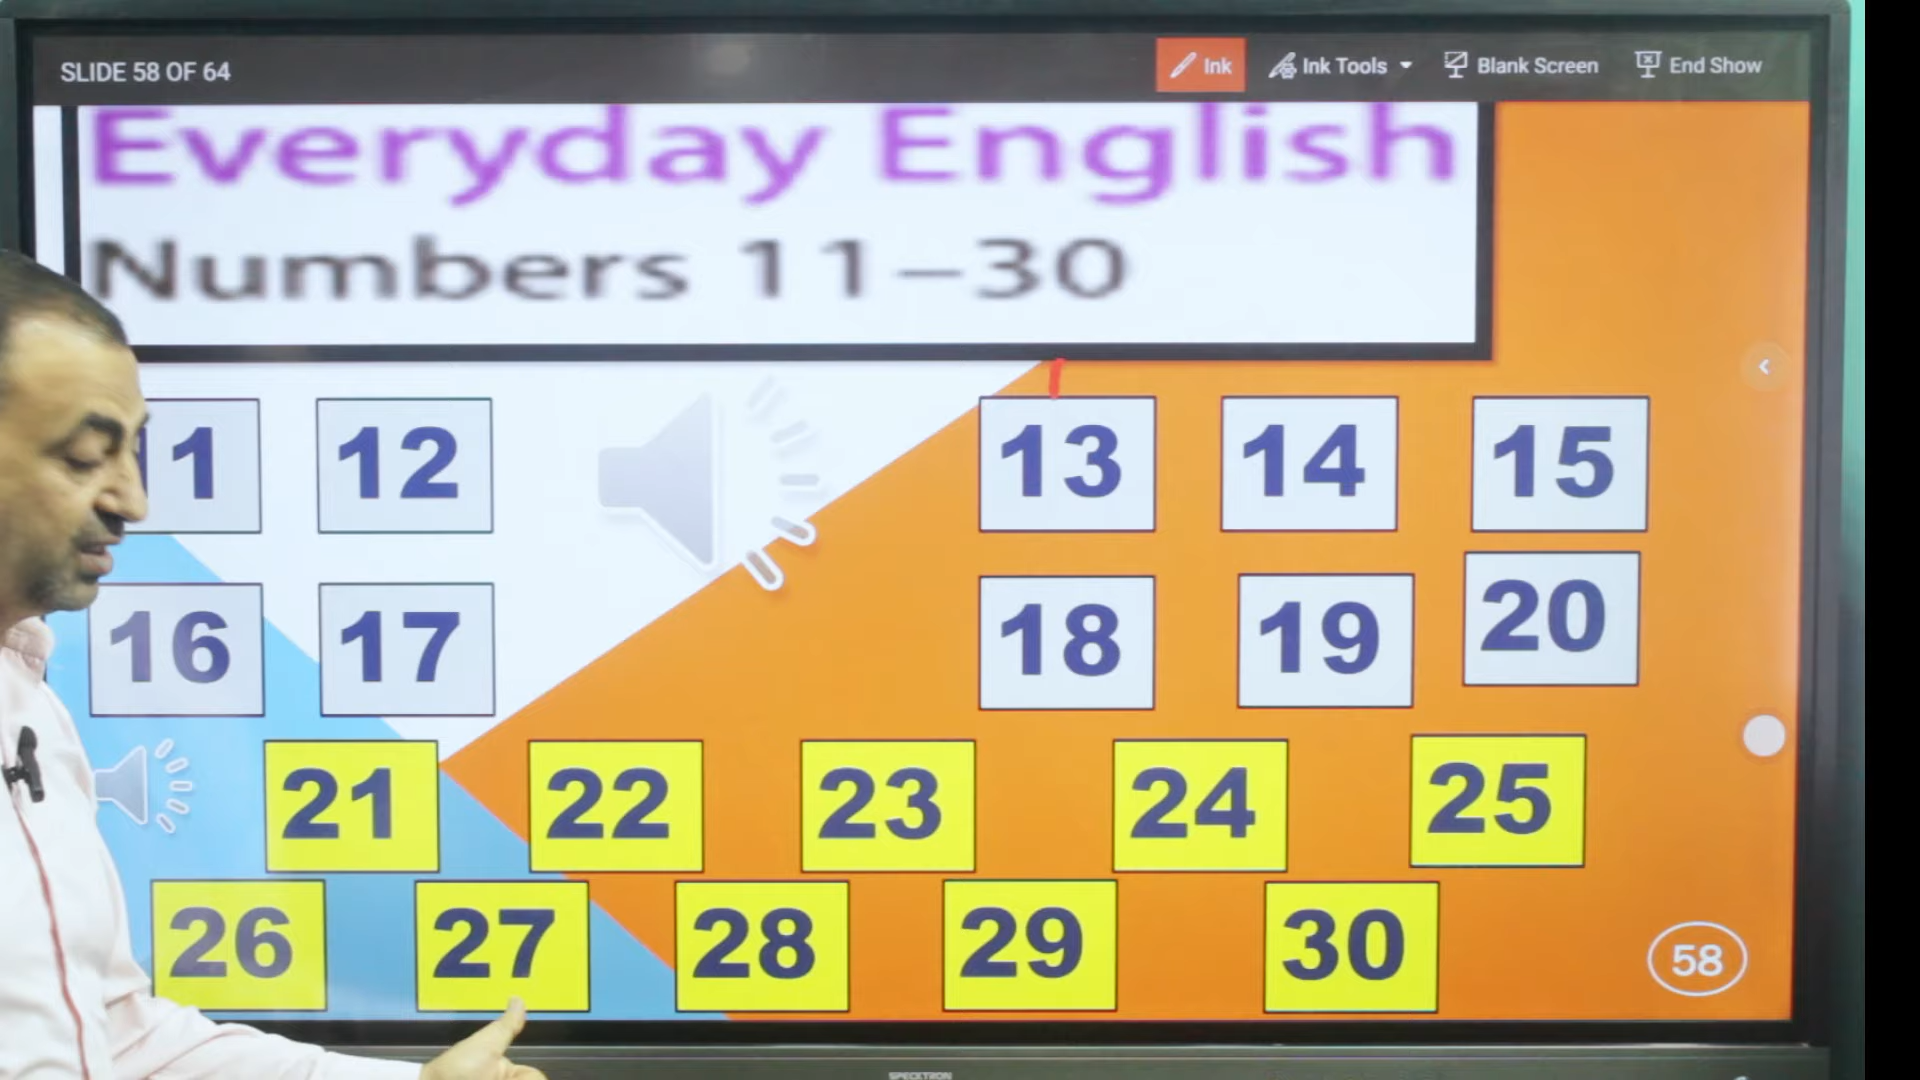 SLIDE 58 OF 64 Ink Ink Tools Blank Screen End Show
Everyday English
Numbers 11–30
11 12 13 14 15
16 17 18 19 20
21 22 23 24 25
26 27 28 29 30
58
SPECKTRON